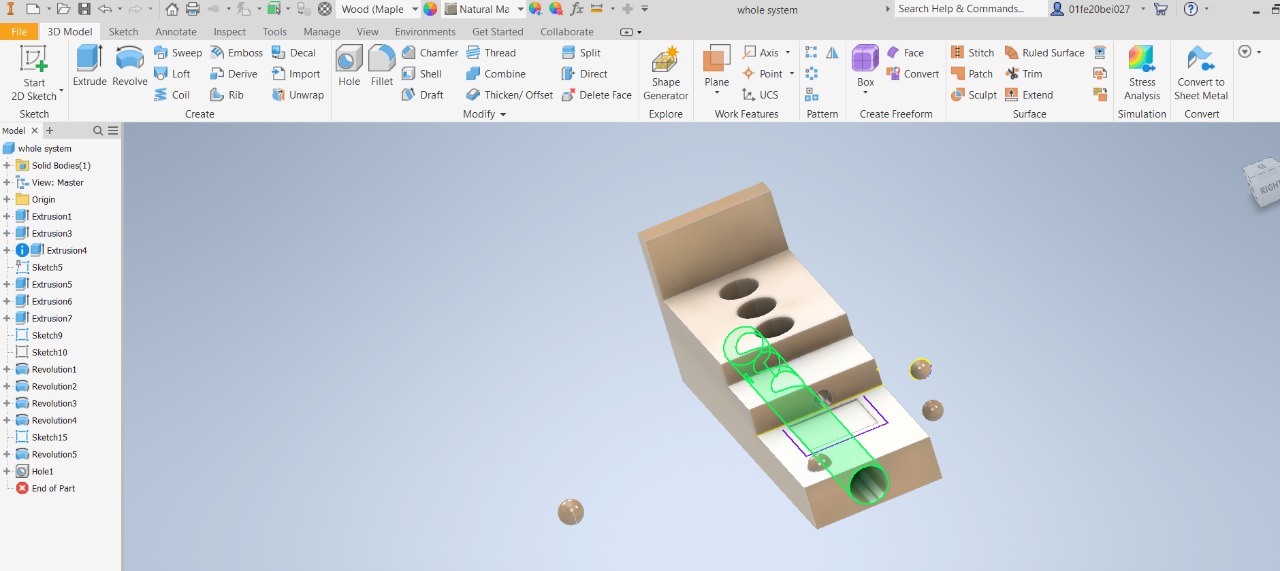 Wood (Maple
Natural Ma
fx
whole system
Search Help & Commands...
01fe20bei027
File
3D Model
Sketch
Annotate
Inspect
Tools
Manage
View
Environments
Get Started
Collaborate
Start
2D Sketch
Sketch
Extrude
Revolve
Sweep
Emboss
Decal
Loft
Derive
Import
Coil
Rib
Unwrap
Create
Hole
Fillet
Chamfer
Thread
Split
Shell
Combine
Direct
Draft
Thicken/ Offset
Delete Face
Modify
Shape
Generator
Explore
Plane
Axis
Point
UCS
Work Features
Pattern
Box
Face
Convert
Create Freeform
Stitch
Ruled Surface
Patch
Trim
Sculpt
Extend
Surface
Stress
Analysis
Simulation
Convert to
Sheet Metal
Convert
Model
whole system
Solid Bodies(1)
View: Master
Origin
Extrusion1
Extrusion3
Extrusion4
Sketch5
Extrusion5
Extrusion6
Extrusion7
Sketch9
Sketch10
Revolution1
Revolution2
Revolution3
Revolution4
Sketch15
Revolution5
Hole1
End of Part
RIGHT